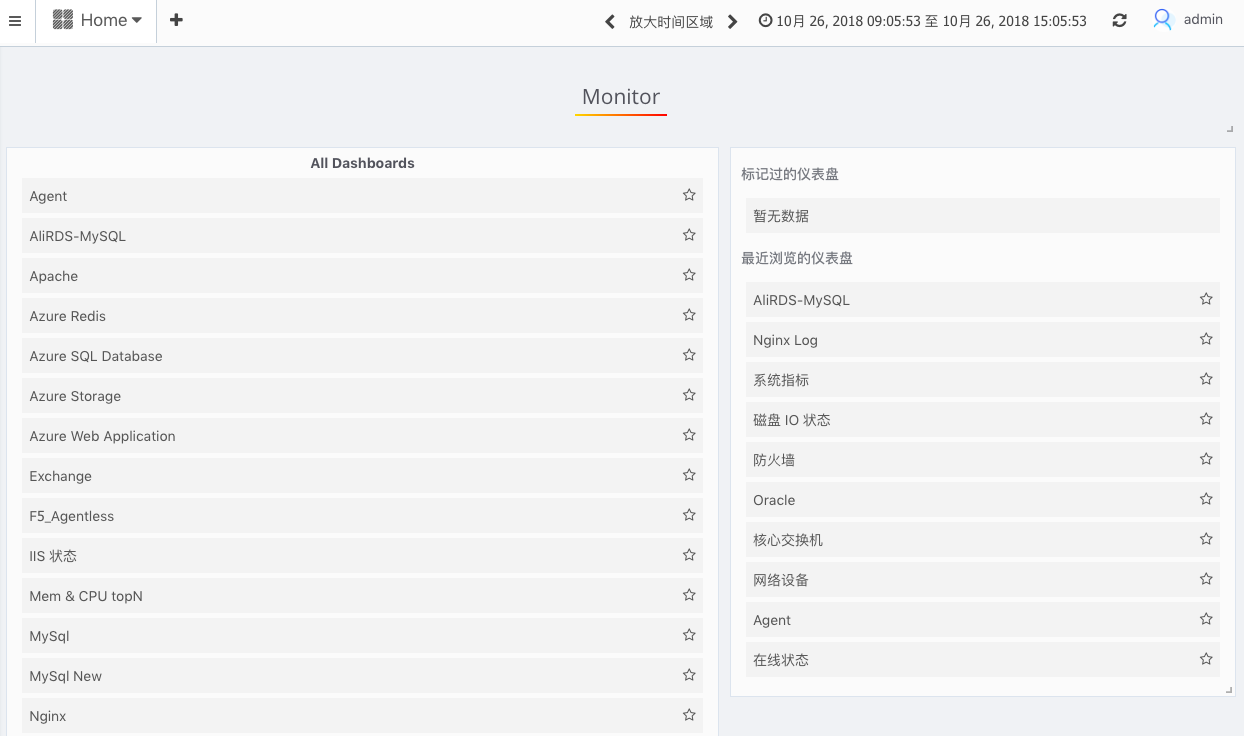 Home
放大时间区域
10月 26, 2018 09:05:53 至 10月 26, 2018 15:05:53
admin
Monitor
All Dashboards
Agent
AliRDS-MySQL
Apache
Azure Redis
Azure SQL Database
Azure Storage
Azure Web Application
Exchange
F5_Agentless
IIS 状态
Mem & CPU topN
MySql
MySql New
Nginx
标记过的仪表盘
暂无数据
最近浏览的仪表盘
AliRDS-MySQL
Nginx Log
系统指标
磁盘 IO 状态
防火墙
Oracle
核心交换机
网络设备
Agent
在线状态